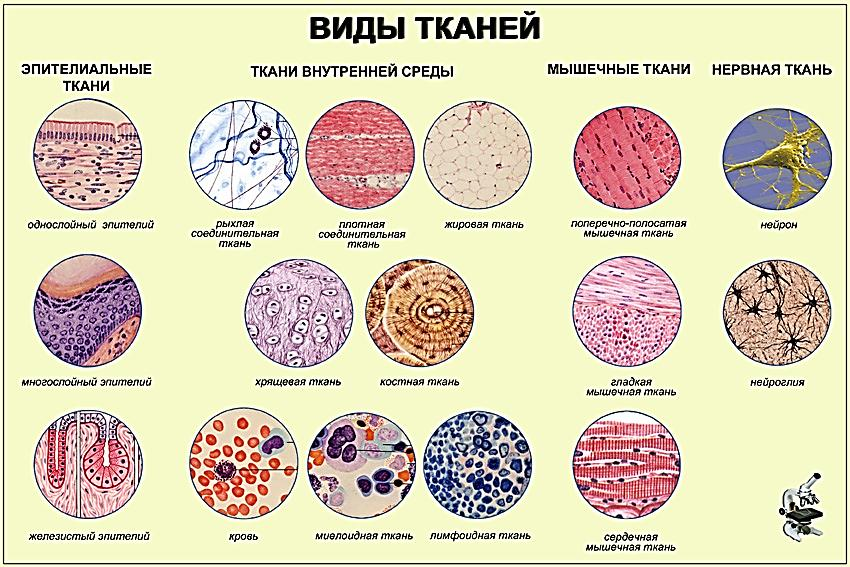 ВИДЫ ТКАНЕЙ
ЭПИТЕЛИАЛЬНЫЕ
ТКАНИ
ТКАНИ ВНУТРЕННЕЙ СРЕДЫ
МЫШЕЧНЫЕ ТКАНИ
НЕРВНАЯ ТКАНЬ
однослойный эпителий
рыхлая
соединительная
ткань
плотная
соединительная
ткань
жировая ткань
поперечно-полосатая
мышечная ткань
нейрон
многослойный эпителий
хрящевая ткань
костная ткань
гладкая
мышечная ткань
нейроглия
железистый эпителий
кровь
миелоидная ткань
лимфоидная ткань
сердечная
мышечная ткань